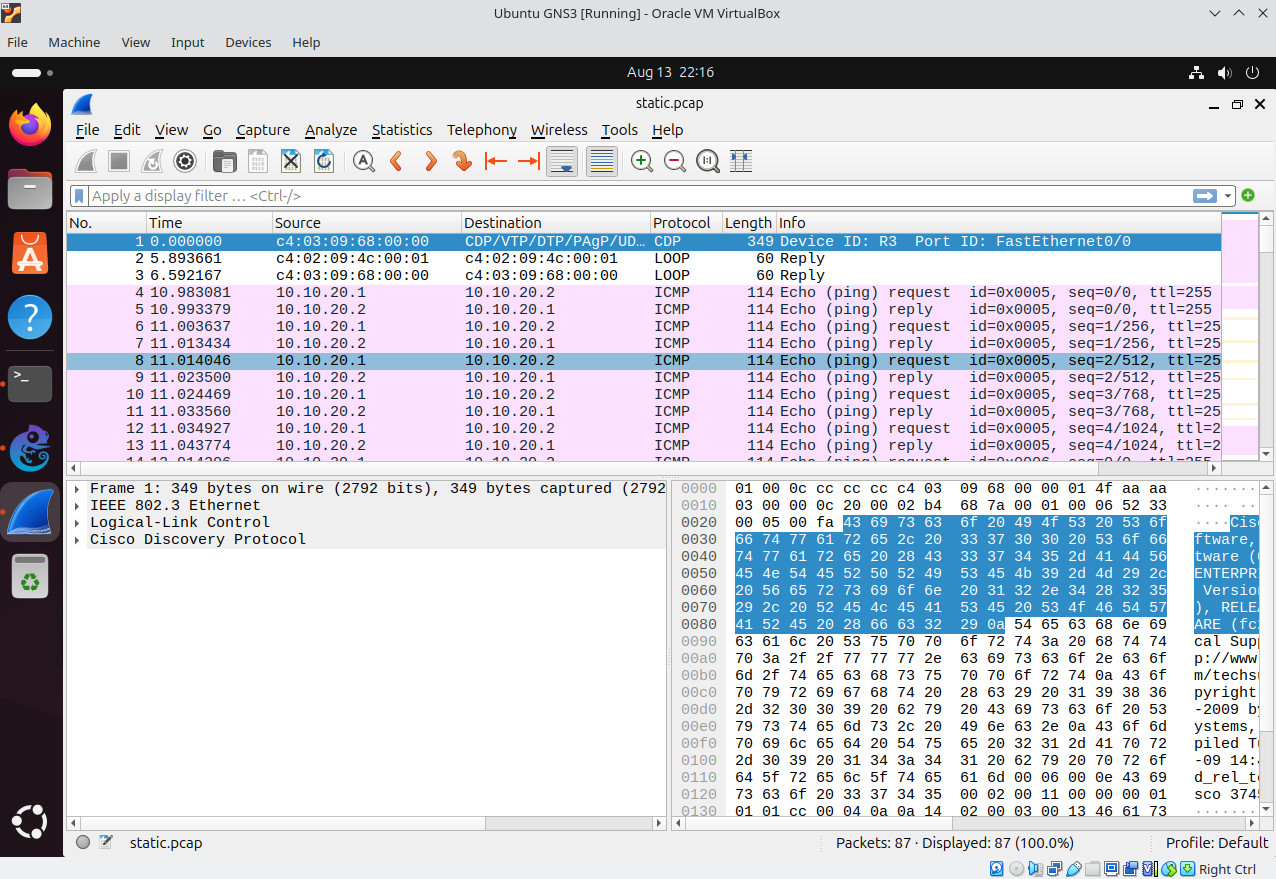 Ubuntu GNS3 [Running] - Oracle VM VirtualBox
File Machine View Input Devices Help
Aug 13 22:16
static.pcap
File Edit View Go Capture Analyze Statistics Telephony Wireless Tools Help
Apply a display filter … <Ctrl-/>
No. Time Source Destination Protocol Length Info
1 0.000000 c4:03:09:68:00:00 CDP/VTP/DTP/PAgP/UD… CDP 349 Device ID: R3 Port ID: FastEthernet0/0
2 5.893661 c4:02:09:4c:00:01 c4:02:09:4c:00:01 LOOP 60 Reply
3 6.592167 c4:03:09:68:00:00 c4:03:09:68:00:00 LOOP 60 Reply
4 10.983081 10.10.20.1 10.10.20.2 ICMP 114 Echo (ping) request id=0x0005, seq=0/0, ttl=255
5 10.993379 10.10.20.2 10.10.20.1 ICMP 114 Echo (ping) reply id=0x0005, seq=0/0, ttl=255
6 11.003637 10.10.20.1 10.10.20.2 ICMP 114 Echo (ping) request id=0x0005, seq=1/256, ttl=25
7 11.013434 10.10.20.2 10.10.20.1 ICMP 114 Echo (ping) reply id=0x0005, seq=1/256, ttl=25
8 11.014046 10.10.20.1 10.10.20.2 ICMP 114 Echo (ping) request id=0x0005, seq=2/512, ttl=25
9 11.023500 10.10.20.2 10.10.20.1 ICMP 114 Echo (ping) reply id=0x0005, seq=2/512, ttl=25
10 11.024469 10.10.20.1 10.10.20.2 ICMP 114 Echo (ping) request id=0x0005, seq=3/768, ttl=25
11 11.033560 10.10.20.2 10.10.20.1 ICMP 114 Echo (ping) reply id=0x0005, seq=3/768, ttl=25
12 11.034927 10.10.20.1 10.10.20.2 ICMP 114 Echo (ping) request id=0x0005, seq=4/1024, ttl=2
13 11.043774 10.10.20.2 10.10.20.1 ICMP 114 Echo (ping) reply id=0x0005, seq=4/1024, ttl=2
Frame 1: 349 bytes on wire (2792 bits), 349 bytes captured (2792
IEEE 802.3 Ethernet
Logical-Link Control
Cisco Discovery Protocol
0000 01 00 0c cc cc cc c4 03 09 68 00 00 01 4f aa aa ········
0010 03 00 00 0c 20 00 02 b4 68 7a 00 01 00 06 52 33 ···· ···
0020 00 05 00 fa 43 69 73 63 6f 20 49 4f 53 20 53 6f ····Cisc
0030 66 74 77 61 72 65 2c 20 33 37 30 30 20 53 6f 66 ftware,
0040 74 77 61 72 65 20 28 43 33 37 34 35 2d 41 44 56 tware (
0050 45 4e 54 45 52 50 52 49 53 45 4b 39 2d 4d 29 2c ENTERPR
0060 20 56 65 72 73 69 6f 6e 20 31 32 2e 34 28 32 35 Version
0070 29 2c 20 52 45 4c 45 41 53 45 20 53 4f 46 54 57 ), RELE
0080 41 52 45 20 28 66 63 32 29 0a 54 65 63 68 6e 69 ARE (fc
0090 63 61 6c 20 53 75 70 70 6f 72 74 3a 20 68 74 74 cal Sup
00a0 70 3a 2f 2f 77 77 77 2e 63 69 73 63 6f 2e 63 6f p://www
00b0 6d 2f 74 65 63 68 73 75 70 70 6f 72 74 0a 43 6f m/techs
00c0 70 79 72 69 67 68 74 20 28 63 29 20 31 39 38 36 pyright
00d0 2d 32 30 30 39 20 62 79 20 43 69 73 63 6f 20 53 -2009 by
00e0 79 73 74 65 6d 73 2c 20 49 6e 63 2e 0a 43 6f 6d ystems,
00f0 70 69 6c 65 64 20 54 75 65 20 32 31 2d 41 70 72 piled T
0100 2d 30 39 20 31 34 3a 34 31 20 62 79 20 70 72 6f -09 14:
0110 64 5f 72 65 6c 5f 74 65 61 6d 00 06 00 0e 43 69 d_rel_t
0120 73 63 6f 20 33 37 34 35 00 02 00 11 00 00 00 01 sco 374
0130 01 01 cc 00 04 0a 0a 14 02 00 03 00 13 46 61 73
static.pcap
Packets: 87 · Displayed: 87 (100.0%)
Profile: Default
Right Ctrl